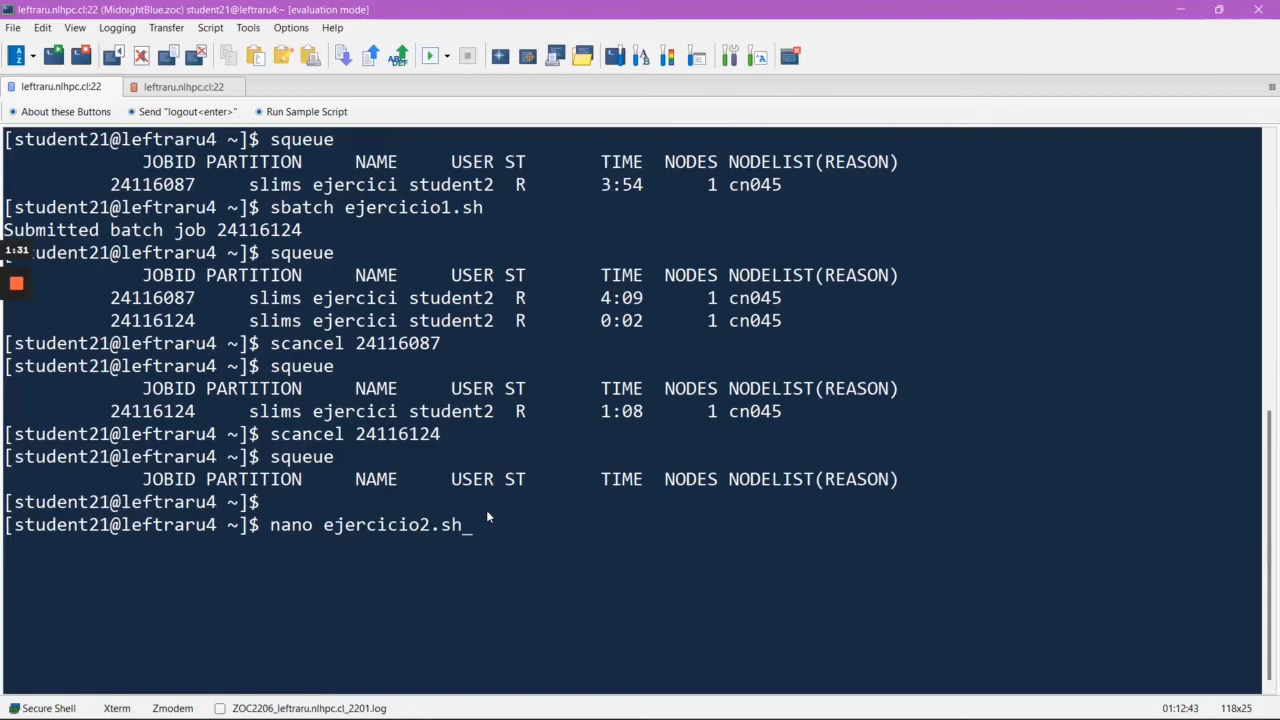 leftraru.nlhpc.cl:22 (MidnightBlue.zoc) student21@leftraru4:~ [evaluation mode]
File Edit View Logging Transfer Script Tools Options Help
leftraru.nlhpc.cl:22 leftraru.nlhpc.cl:22
About these Buttons Send "logout<enter>" Run Sample Script
[student21@leftraru4 ~]$ squeue
JOBID PARTITION NAME USER ST TIME NODES NODELIST(REASON)
24116087 slims ejercici student2 R 3:54 1 cn045
[student21@leftraru4 ~]$ sbatch ejercicio1.sh
Submitted batch job 24116124
1:31
[student21@leftraru4 ~]$ squeue
JOBID PARTITION NAME USER ST TIME NODES NODELIST(REASON)
24116087 slims ejercici student2 R 4:09 1 cn045
24116124 slims ejercici student2 R 0:02 1 cn045
[student21@leftraru4 ~]$ scancel 24116087
[student21@leftraru4 ~]$ squeue
JOBID PARTITION NAME USER ST TIME NODES NODELIST(REASON)
24116124 slims ejercici student2 R 1:08 1 cn045
[student21@leftraru4 ~]$ scancel 24116124
[student21@leftraru4 ~]$ squeue
JOBID PARTITION NAME USER ST TIME NODES NODELIST(REASON)
[student21@leftraru4 ~]$
[student21@leftraru4 ~]$ nano ejercicio2.sh_
Secure Shell Xterm Zmodem ZOC2206_leftraru.nlhpc.cl_2201.log 01:12:43 118x25